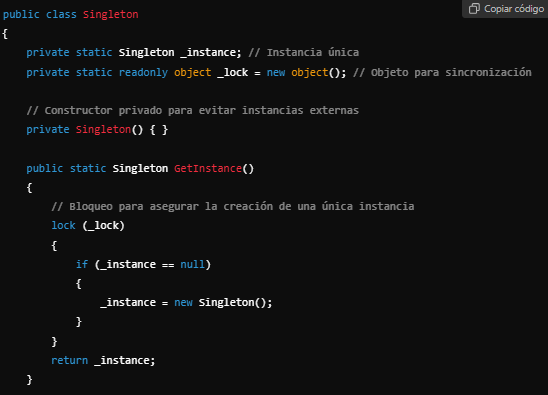 Copiar código
public class Singleton
{
    private static Singleton _instance; // Instancia única
    private static readonly object _lock = new object(); // Objeto para sincronización

    // Constructor privado para evitar instancias externas
    private Singleton() { }

    public static Singleton GetInstance()
    {
        // Bloqueo para asegurar la creación de una única instancia
        lock (_lock)
        {
            if (_instance == null)
            {
                _instance = new Singleton();
            }
        }
        return _instance;
    }